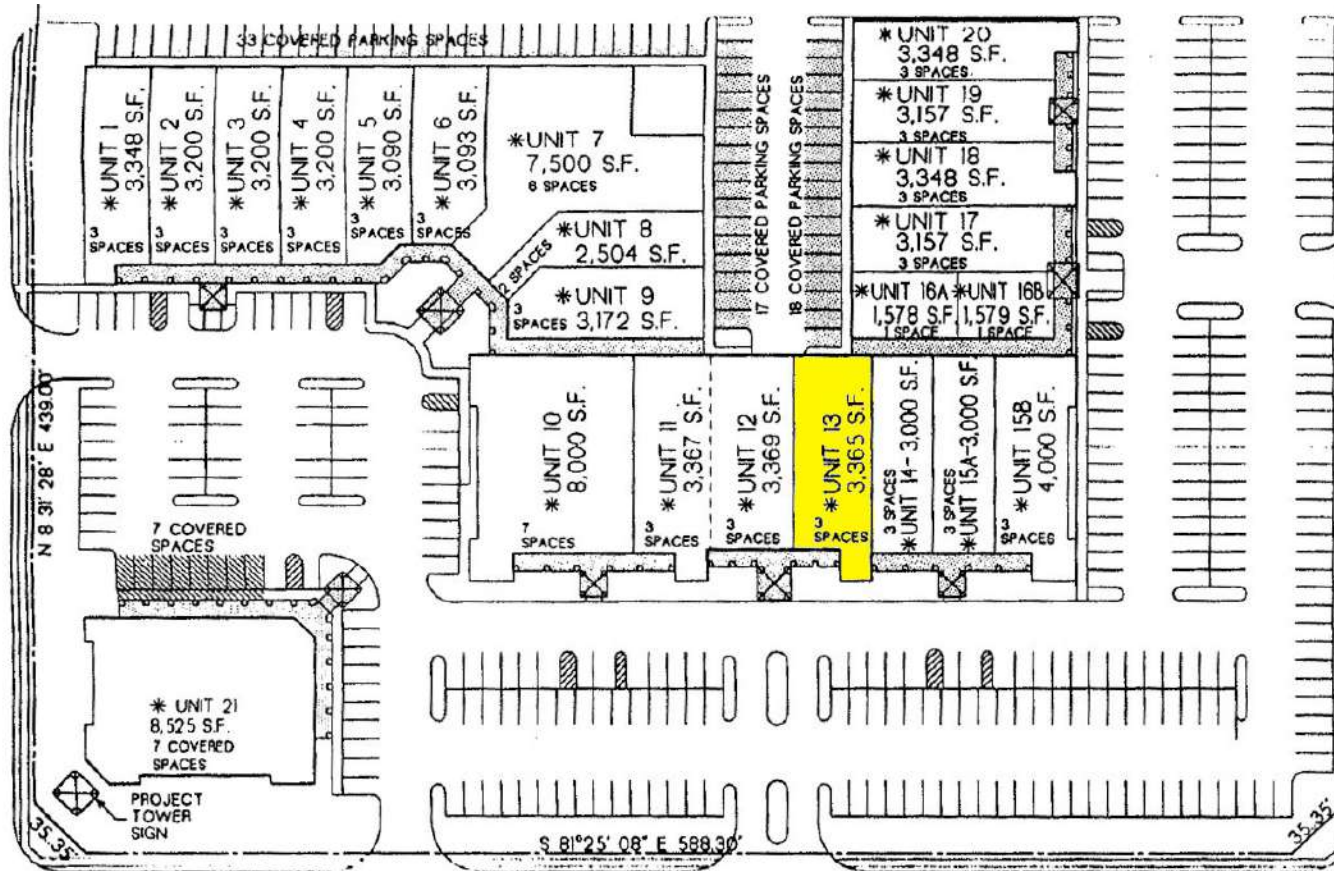 33 COVERED PARKING SPACES
*UNIT 1
3,348 S.F.
3
SPACES
*UNIT 2
3,200 S.F.
3
SPACES
*UNIT 3
3,200 S.F.
3
SPACES
*UNIT 4
3,200 S.F.
3
SPACES
*UNIT 5
3,090 S.F.
3
SPACES
*UNIT 6
3,093 S.F.
3
SPACES
*UNIT 7
7,500 S.F.
6 SPACES
*UNIT 8
2,504 S.F.
2 SPACES
*UNIT 9
3,172 S.F.
3
SPACES
17 COVERED PARKING SPACES
18 COVERED PARKING SPACES
*UNIT 20
3,348 S.F.
3 SPACES
*UNIT 19
3,157 S.F.
3 SPACES
*UNIT 18
3,348 S.F.
3 SPACES
*UNIT 17
3,157 S.F.
3 SPACES
*UNIT 16A
1,578 S.F.
1 SPACE
*UNIT 16B
1,579 S.F.
1 SPACE
*UNIT 10
8,000 S.F.
7
SPACES
*UNIT 11
3,367 S.F.
3
SPACES
*UNIT 12
3,369 S.F.
3
SPACES
*UNIT 13
3,365 S.F.
3
SPACES
*UNIT 14-3,000 S.F.
3 SPACES
*UNIT 15A-3,000 S.F.
3 SPACES
*UNIT 15B
4,000 S.F.
3
SPACES
N 8 31' 28" E 439.00'
7 COVERED
SPACES
* UNIT 21
8,525 S.F.
7 COVERED
SPACES
PROJECT
TOWER
SIGN
35.35'
S 81°25' 08" E 588.30'
35.35'